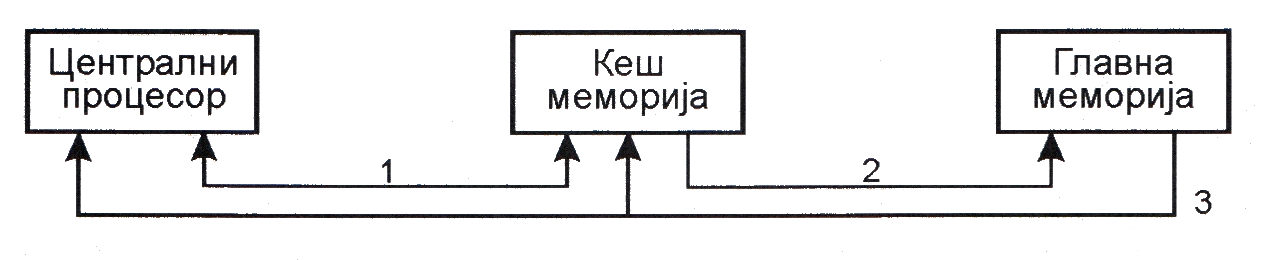 Централни
процесор
Кеш
меморија
Главна
меморија
1
2
3